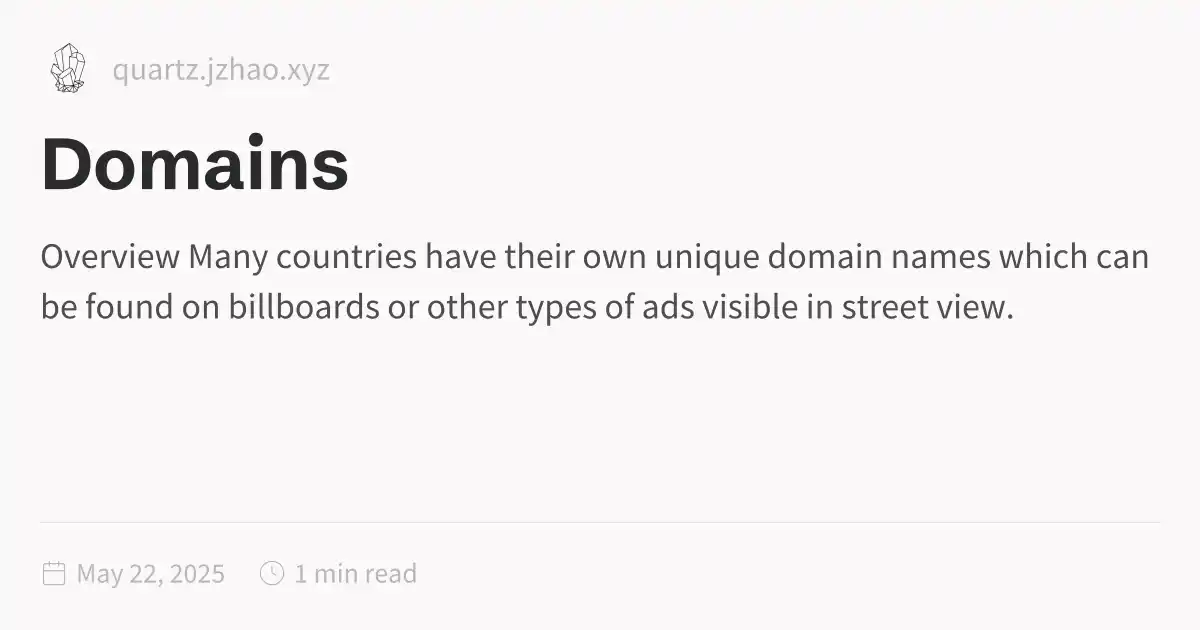 quartz.jzhao.xyz
Domains
Overview Many countries have their own unique domain names which can
be found on billboards or other types of ads visible in street view.
May 22, 2025 1 min read